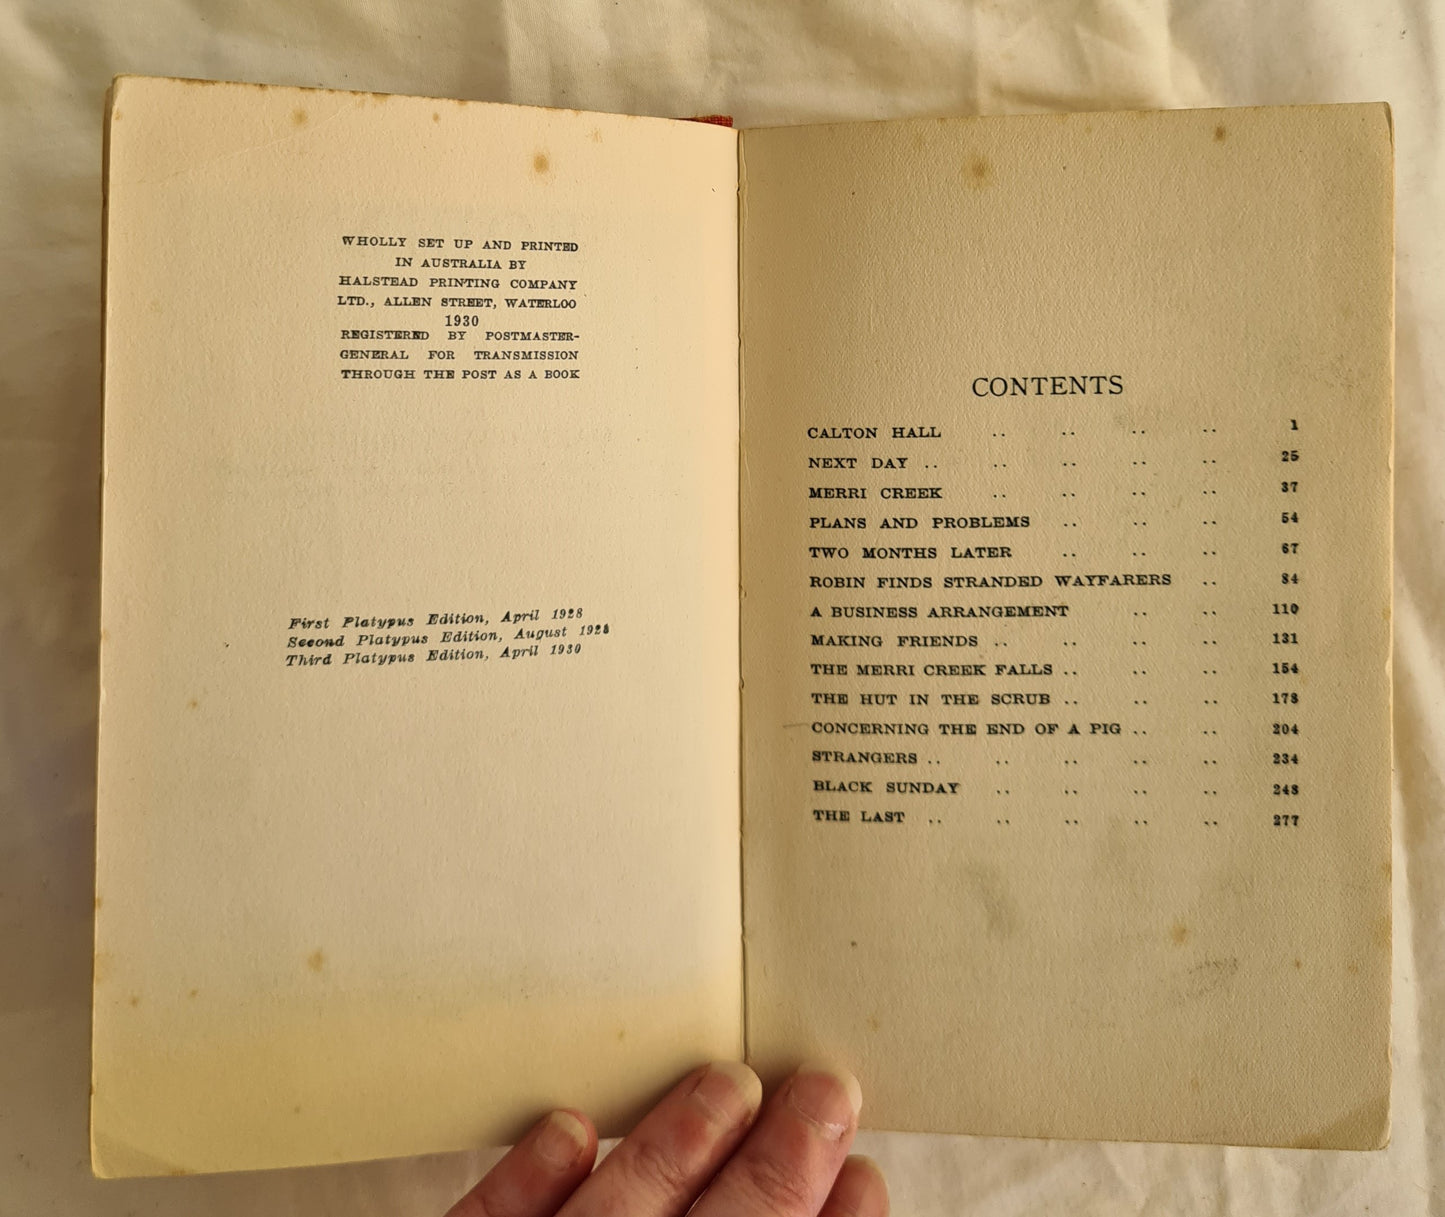 WHOLLY SET UP AND PRINTED
IN AUSTRALIA BY
HALSTEAD PRINTING COMPANY
LTD., ALLEN STREET, WATERLOO
1930
REGISTERED BY POSTMASTER-
GENERAL FOR TRANSMISSION
THROUGH THE POST AS A BOOK
First Platypus Edition, April 1928
Second Platypus Edition, August 1928
Third Platypus Edition, April 1930
CONTENTS
CALTON HALL .. .. .. .. 1
NEXT DAY .. .. .. .. .. 25
MERRI CREEK .. .. .. .. 37
PLANS AND PROBLEMS .. .. .. 54
TWO MONTHS LATER .. .. .. 67
ROBIN FINDS STRANDED WAYFARERS .. 84
A BUSINESS ARRANGEMENT .. .. 110
MAKING FRIENDS .. .. .. .. 131
THE MERRI CREEK FALLS .. .. .. 154
THE HUT IN THE SCRUB .. .. .. 178
CONCERNING THE END OF A PIG .. .. 204
STRANGERS .. .. .. .. .. 234
BLACK SUNDAY .. .. .. .. 248
THE LAST .. .. .. .. .. 277